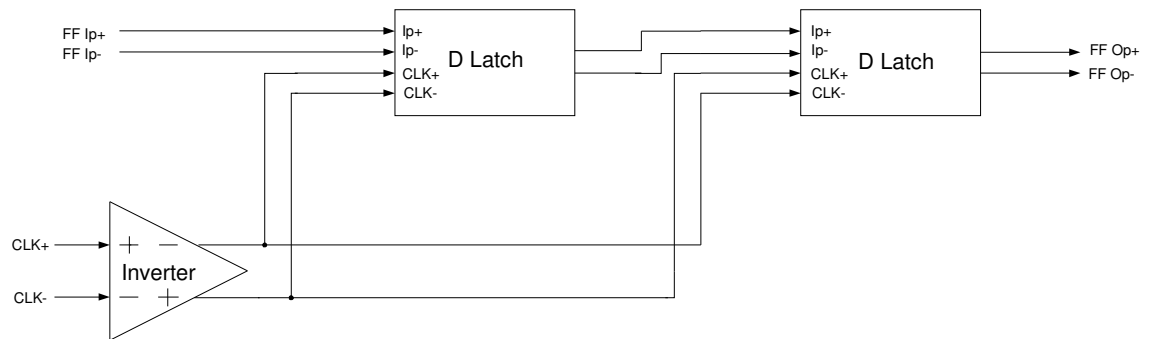 FF Ip+
FF Ip-
Ip+
Ip-
CLK+
CLK-
D Latch
Ip+
Ip-
CLK+
CLK-
D Latch
FF Op+
FF Op-
CLK+
CLK-
+ −
Inverter
− +